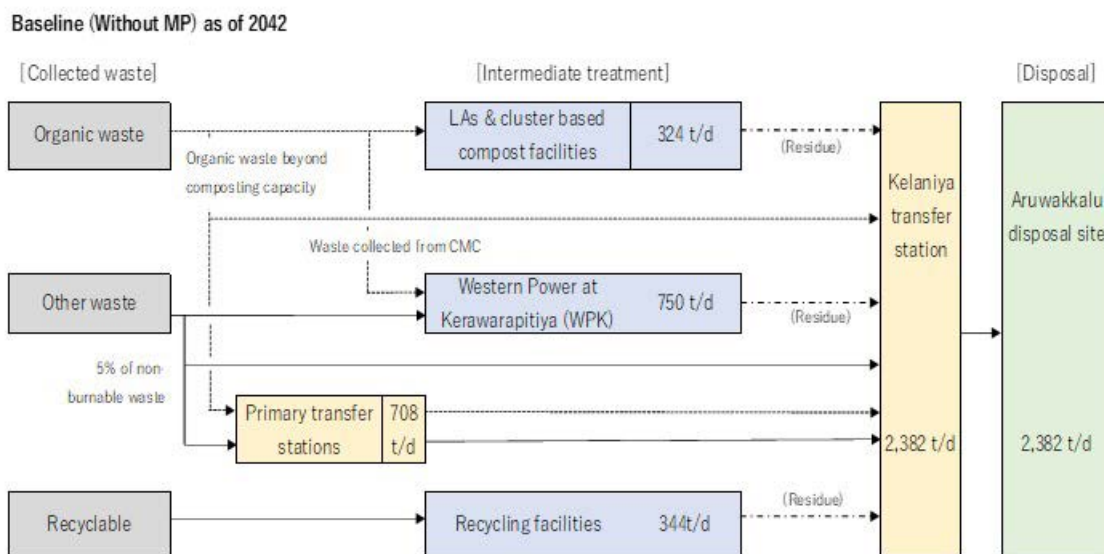 Baseline (Without MP) as of 2042
[Collected waste]
[Intermediate treatment]
[Disposal]
Organic waste
LAs & cluster based
compost facilities
324 t/d
(Residue)
Organic waste beyond
composting capacity
Kelaniya
transfer
station
Aruwakkalu
disposal site
Waste collected from CMC
Other waste
Western Power at
Kerawarapitiya (WPK)
750 t/d
(Residue)
5% of non-
burnable waste
Primary transfer
stations
708
t/d
2,382 t/d
2,382 t/d
Recyclable
Recycling facilities
344t/d
(Residue)